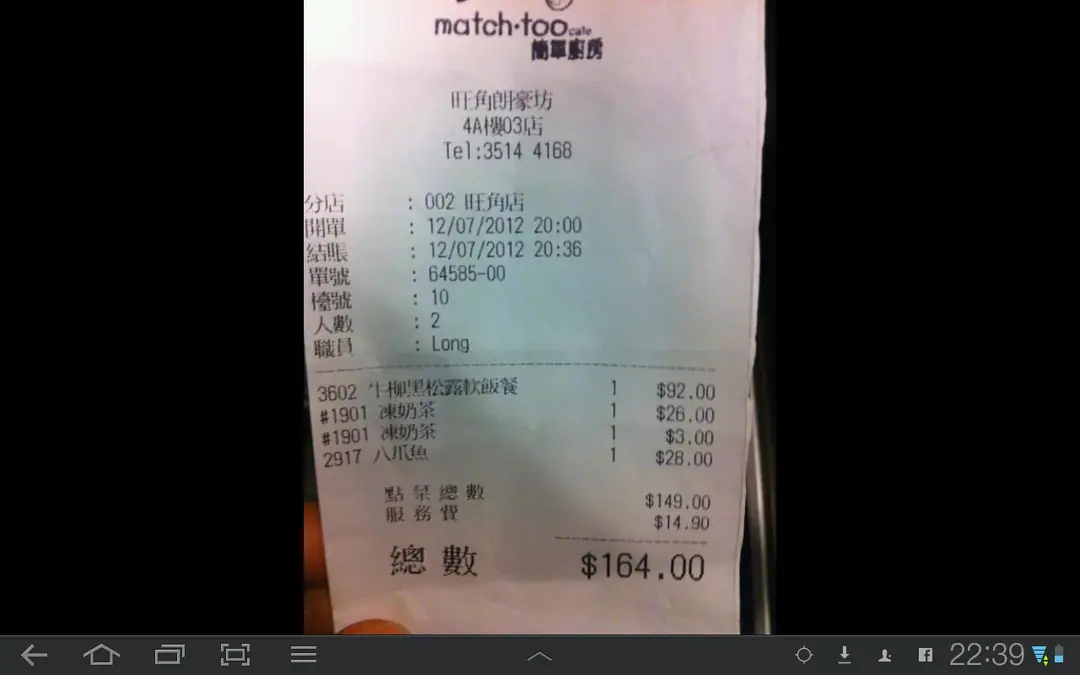 match·too cafe
簡單廚房
旺角朗豪坊
4A樓03店
Tel:3514 4168
分店 : 002 旺角店
開單 : 12/07/2012 20:00
結賬 : 12/07/2012 20:36
單號 : 64585-00
檯號 : 10
人數 : 2
職員 : Long
3602 牛柳黑松露軟飯餐 1 $92.00
#1901 凍奶茶 1 $26.00
#1901 凍奶茶 1 $3.00
2917 八爪魚 1 $28.00
點菜總數 $149.00
服務費 $14.90
總數 $164.00
22:39